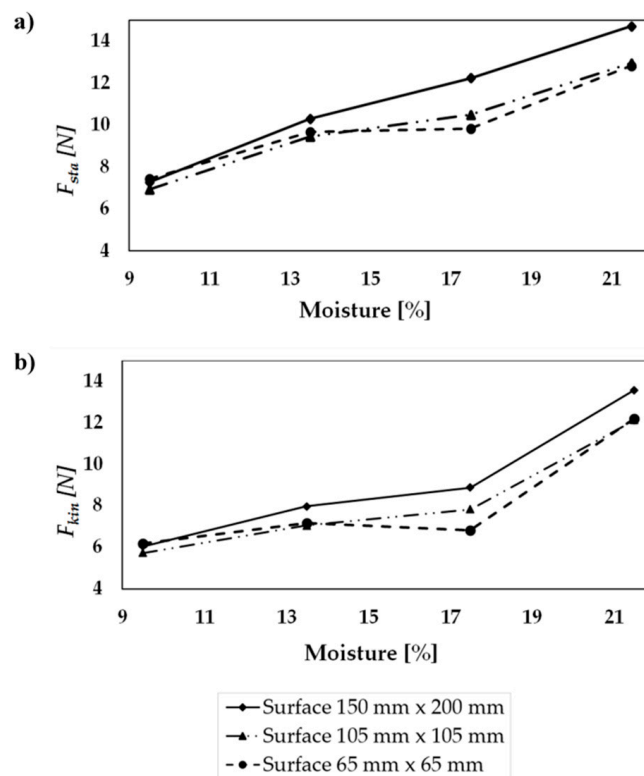 a)
14
12
10
8
6
4
F_sta [N]
9 11 13 15 17 19 21
Moisture [%]
b)
14
12
10
8
6
4
F_kin [N]
9 11 13 15 17 19 21
Moisture [%]
Surface 150 mm x 200 mm
Surface 105 mm x 105 mm
Surface 65 mm x 65 mm